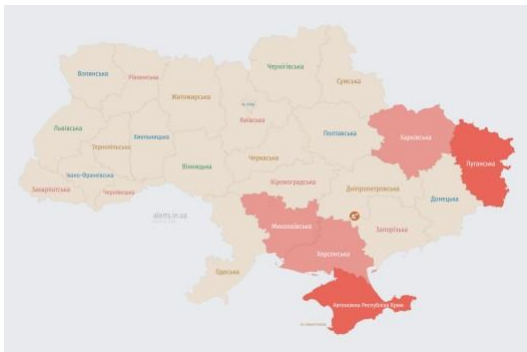 Чернігівська
Волинська
Рівненська
Сумська
Житомирська
Київська
Львівська
Полтавська
Харківська
Хмельницька
Тернопільська
Черкаська
Луганська
Вінницька
Івано-Франківська
Кіровоградська
Закарпатська
Чернівецька
Дніпропетровська
Донецька
alerts.in.ua
Миколаївська
Запорізька
Херсонська
Одеська
Автономна Республіка Крим